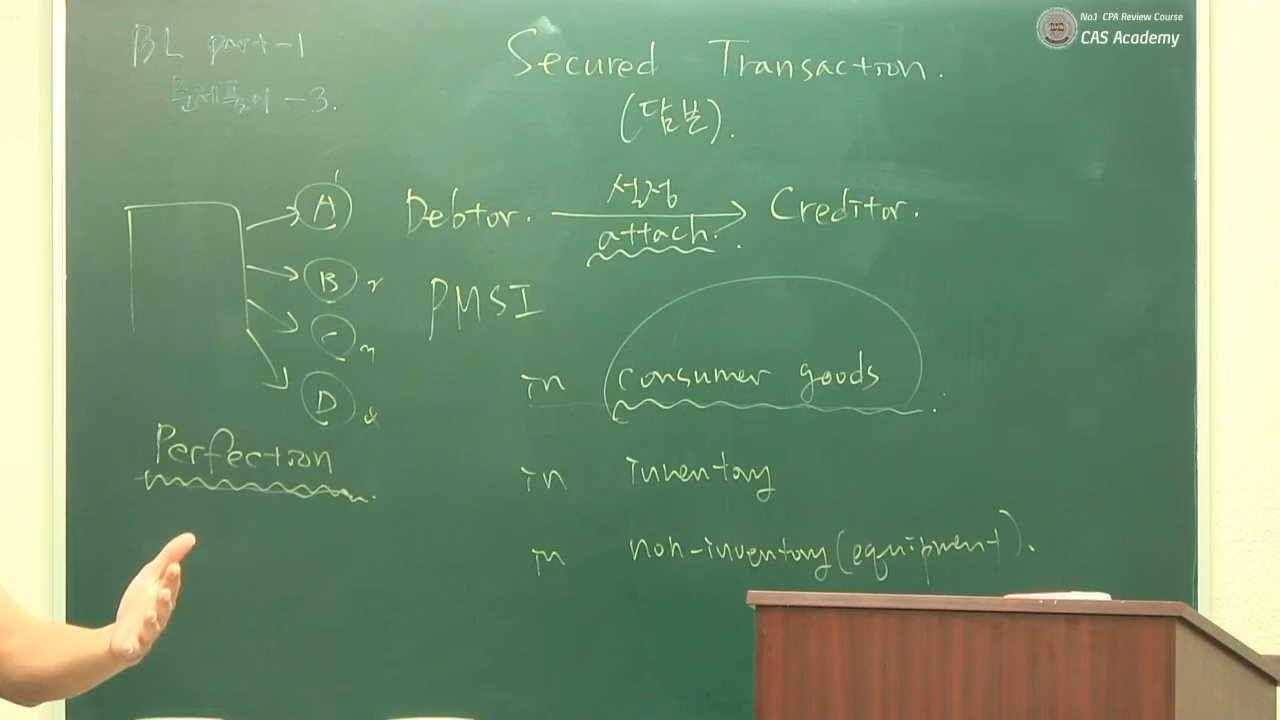 No.1 CPA Review Course
CAS Academy
BL part-1
문제풀이 -3.
Secured Transaction.
(담보).
A
B
C
D
Debtor. 설정 Creditor.
attach.
PMSI
in consumer goods.
Perfection
in inventory
in non-inventory (equipment).